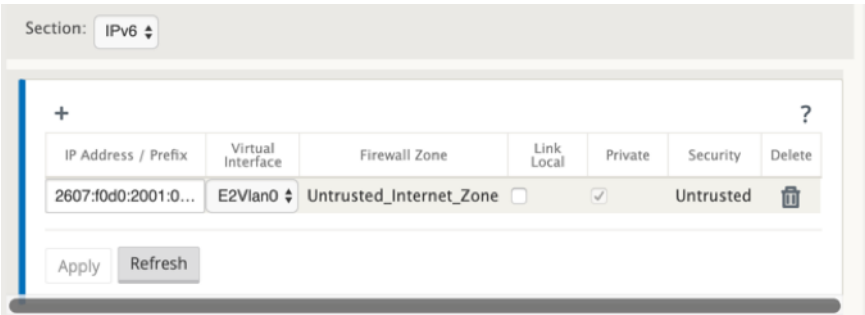 Section: IPv6
+ ?
IP Address / Prefix Virtual Interface Firewall Zone Link Local Private Security Delete
2607:f0d0:2001:0... E2Vlan0 Untrusted_Internet_Zone Untrusted
Apply Refresh